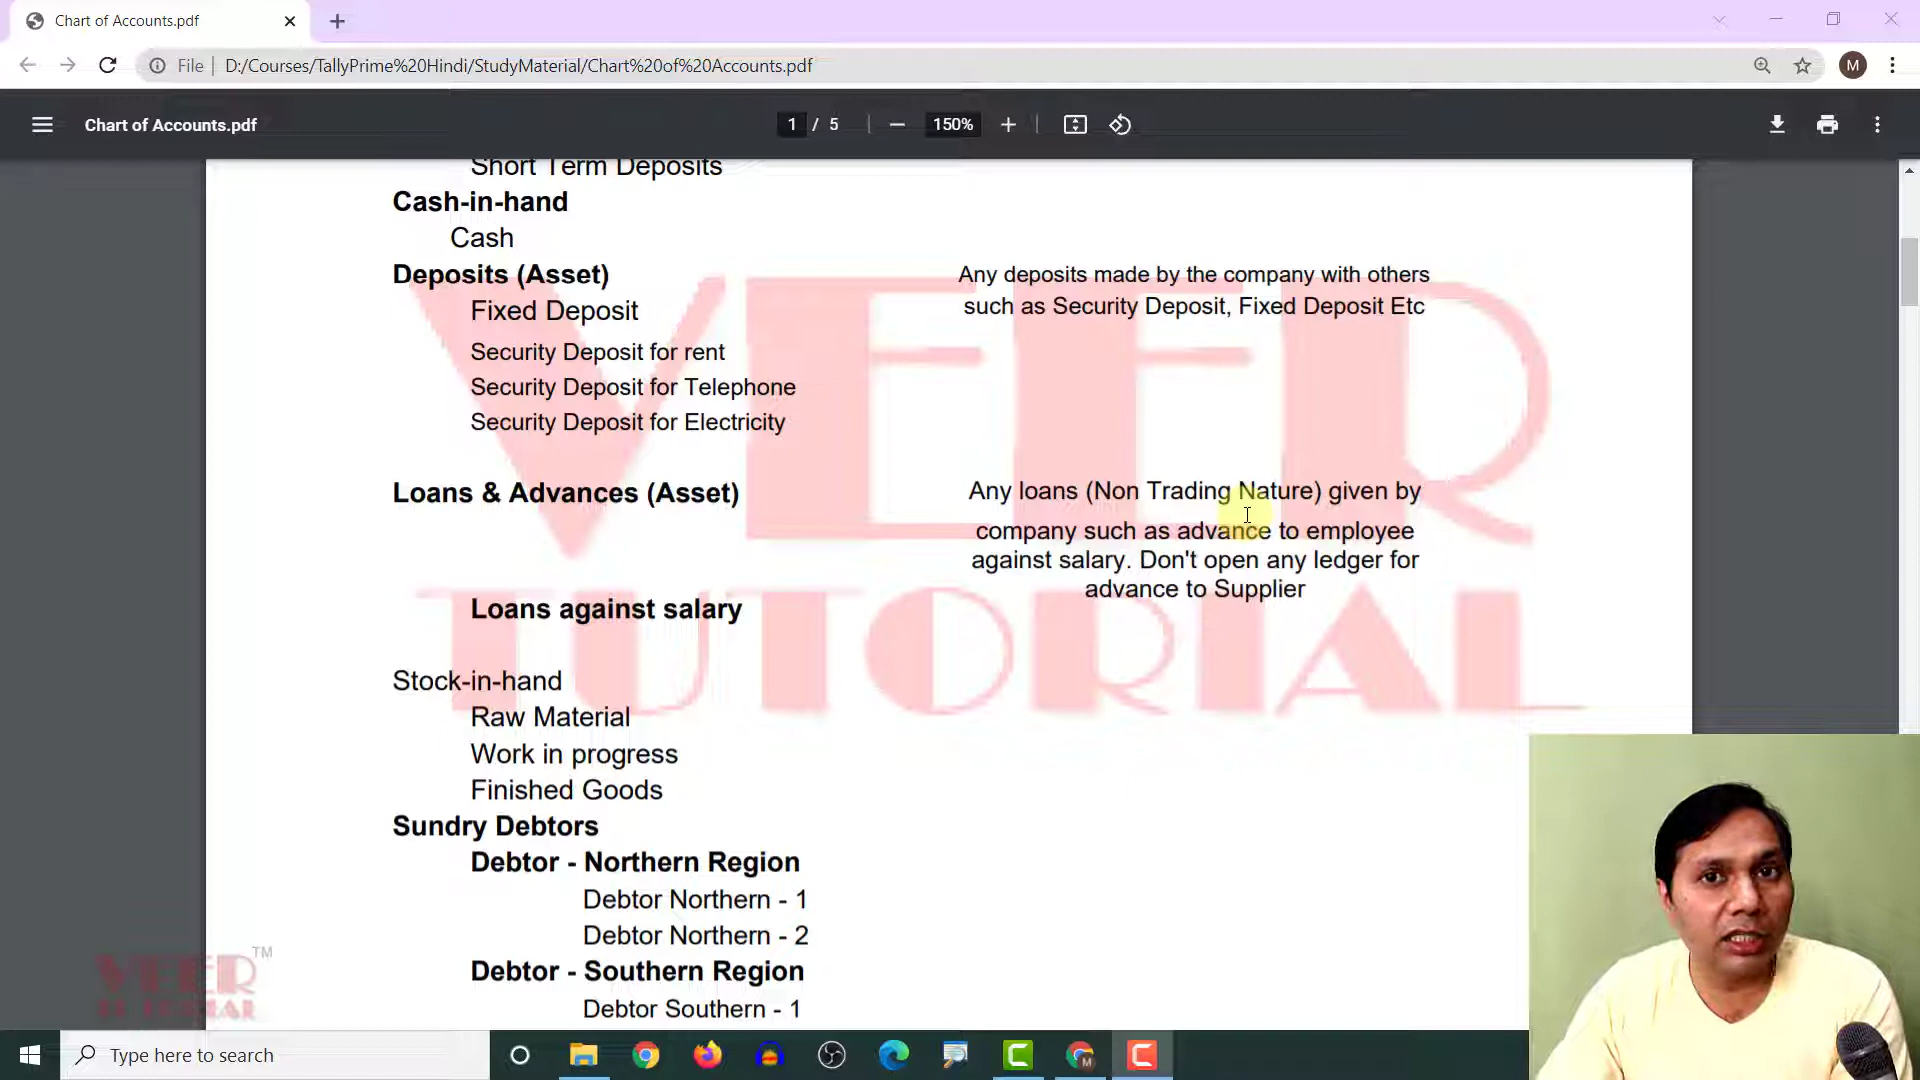 Chart of Accounts.pdf
File
D:/Courses/TallyPrime%20Hindi/StudyMaterial/Chart%20of%20Accounts.pdf
M
Chart of Accounts.pdf
1 / 5
150%
Short Term Deposits
Cash-in-hand
Cash
Deposits (Asset)
Any deposits made by the company with others
such as Security Deposit, Fixed Deposit Etc
Fixed Deposit
Security Deposit for rent
Security Deposit for Telephone
Security Deposit for Electricity
Loans & Advances (Asset)
Any loans (Non Trading Nature) given by
company such as advance to employee
against salary. Don't open any ledger for
advance to Supplier
Loans against salary
Stock-in-hand
Raw Material
Work in progress
Finished Goods
Sundry Debtors
Debtor - Northern Region
Debtor Northern - 1
Debtor Northern - 2
Debtor - Southern Region
Debtor Southern - 1
VEER
TUTORIAL
VEER
TUTORIAL
TM
Type here to search
M